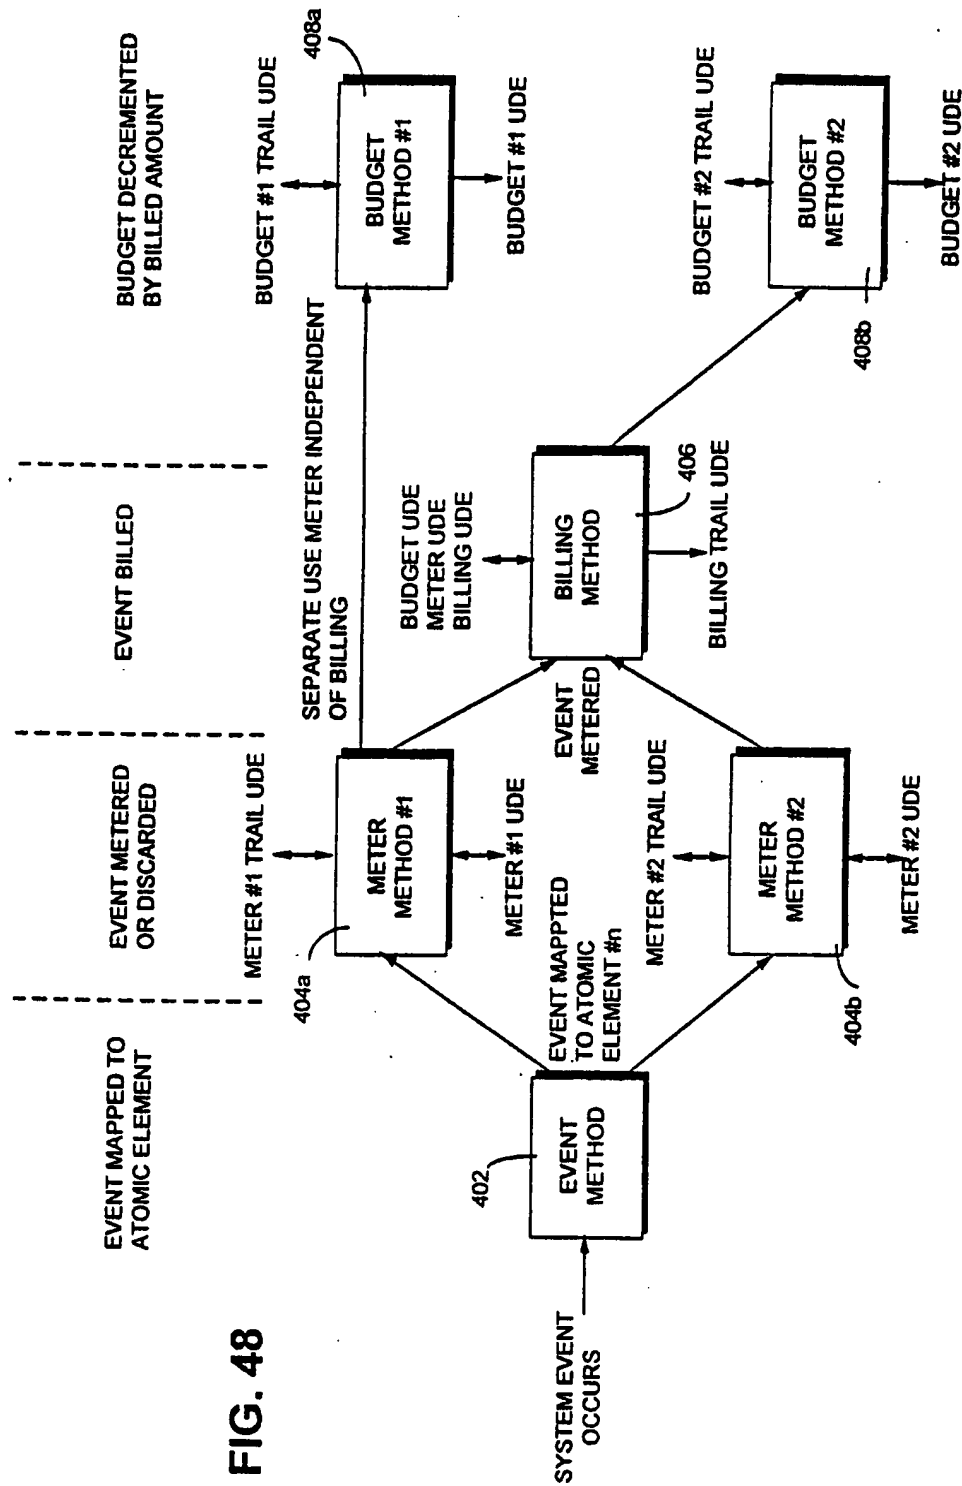 FIG. 48
EVENT MAPPED TO
ATOMIC ELEMENT
EVENT METERED
OR DISCARDED
EVENT BILLED
BUDGET DECREMENTED
BY BILLED AMOUNT
SYSTEM EVENT
OCCURS
402
EVENT
METHOD
EVENT MAPPTED
TO ATOMIC
ELEMENT #n
METER #1 TRAIL UDE
404a
METER
METHOD #1
METER #1 UDE
METER #2 TRAIL UDE
404b
METER
METHOD #2
METER #2 UDE
SEPARATE USE METER INDEPENDENT
OF BILLING
EVENT
METERED
BUDGET UDE
METER UDE
BILLING UDE
BILLING
METHOD
406
BILLING TRAIL UDE
BUDGET #1 TRAIL UDE
408a
BUDGET
METHOD #1
BUDGET #1 UDE
BUDGET #2 TRAIL UDE
408b
BUDGET
METHOD #2
BUDGET #2 UDE